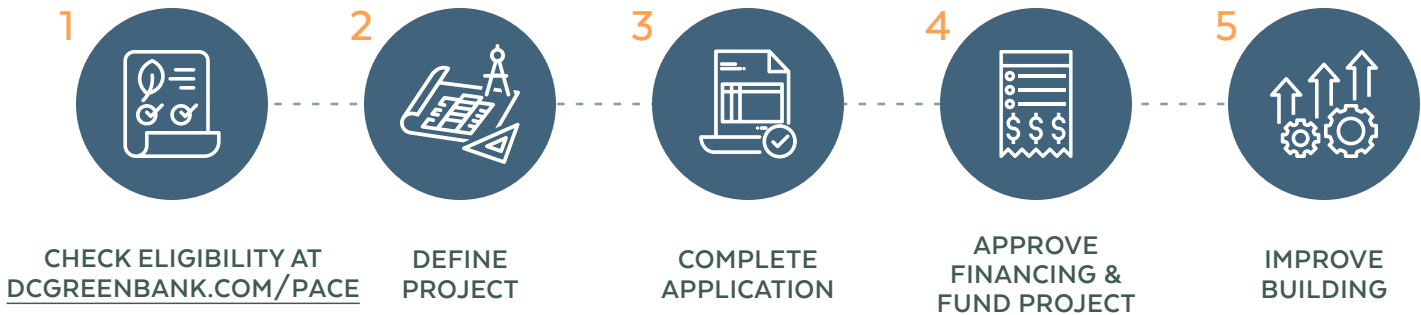 1
2
3
4
5
CHECK ELIGIBILITY AT
DCGREENBANK.COM/PACE
DEFINE
PROJECT
COMPLETE
APPLICATION
APPROVE
FINANCING &
FUND PROJECT
IMPROVE
BUILDING
$ $ $